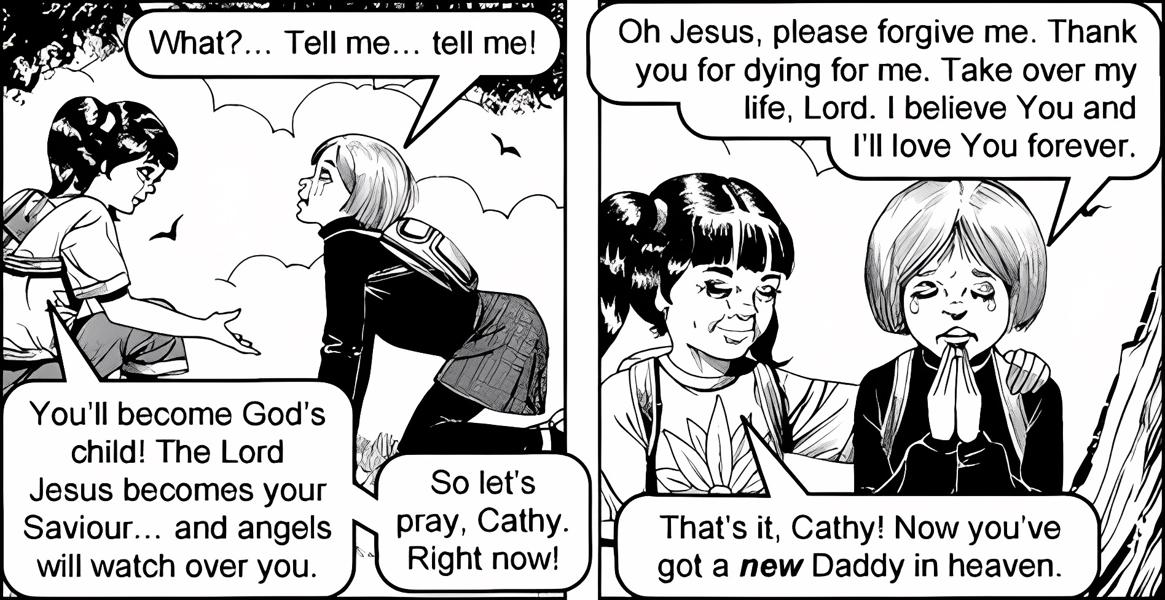 What?... Tell me... tell me!
You'll become God's
child! The Lord
Jesus becomes your
Saviour... and angels
will watch over you.
So let's
pray, Cathy.
Right now!
Oh Jesus, please forgive me. Thank
you for dying for me. Take over my
life, Lord. I believe You and
I'll love You forever.
That's it, Cathy! Now you've
got a new Daddy in heaven.